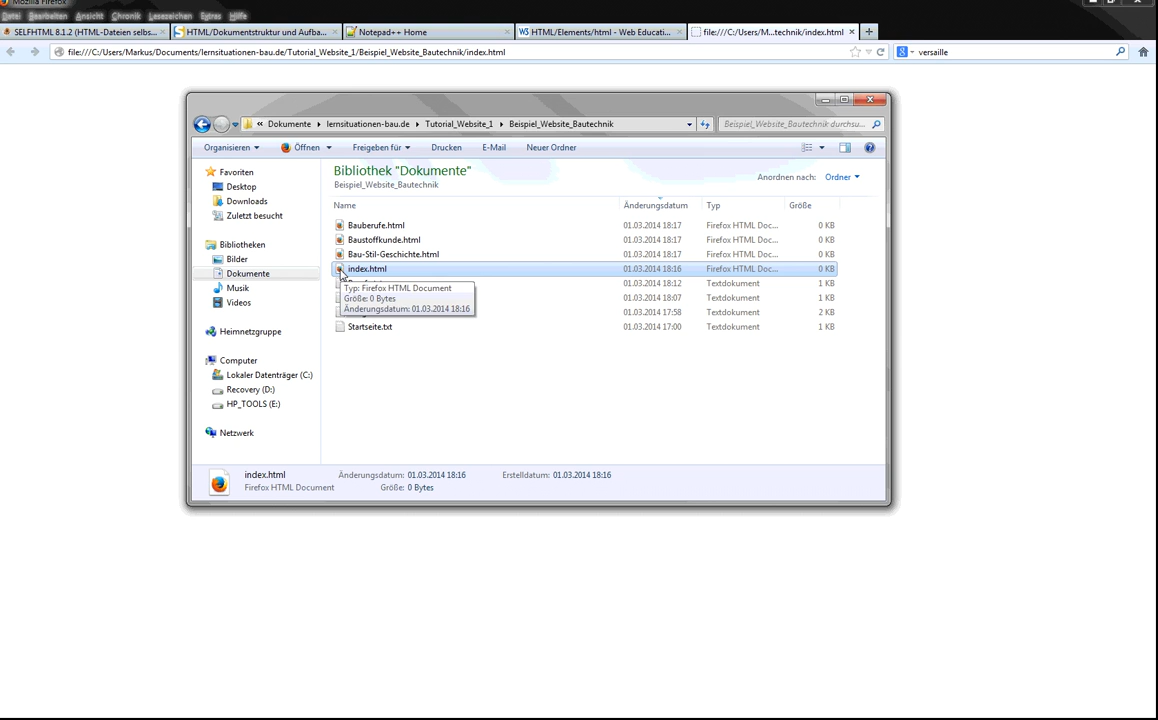 Mozilla Firefox
Datei Bearbeiten Ansicht Chronik Lesezeichen Extras Hilfe
SELFHTML 8.1.2 (HTML-Dateien selbs... HTML/Dokumentstruktur und Aufba... Notepad++ Home HTML/Elements/html - Web Educati... file:///C:/Users/M...technik/index.html
file:///C:/Users/Markus/Documents/lernsituationen-bau.de/Tutorial_Website_1/Beispiel_Website_Bautechnik/index.html versaille
« Dokumente lernsituationen-bau.de Tutorial_Website_1 Beispiel_Website_Bautechnik Beispiel_Website_Bautechnik durchsu...
Organisieren Öffnen Freigeben für Drucken E-Mail Neuer Ordner
Favoriten
Desktop
Downloads
Zuletzt besucht
Bibliotheken
Bilder
Dokumente
Musik
Videos
Heimnetzgruppe
Computer
Lokaler Datenträger (C:)
Recovery (D:)
HP_TOOLS (E:)
Netzwerk
Bibliothek "Dokumente"
Beispiel_Website_Bautechnik
Anordnen nach: Ordner
Name Änderungsdatum Typ Größe
Bauberufe.html 01.03.2014 18:17 Firefox HTML Doc... 0 KB
Baustoffkunde.html 01.03.2014 18:17 Firefox HTML Doc... 0 KB
Bau-Stil-Geschichte.html 01.03.2014 18:17 Firefox HTML Doc... 0 KB
index.html 01.03.2014 18:16 Firefox HTML Doc... 0 KB
01.03.2014 18:12 Textdokument 1 KB
01.03.2014 18:07 Textdokument 1 KB
01.03.2014 17:58 Textdokument 2 KB
Startseite.txt 01.03.2014 17:00 Textdokument 1 KB
Typ: Firefox HTML Document
Größe: 0 Bytes
Änderungsdatum: 01.03.2014 18:16
index.html Änderungsdatum: 01.03.2014 18:16 Erstelldatum: 01.03.2014 18:16
Firefox HTML Document Größe: 0 Bytes